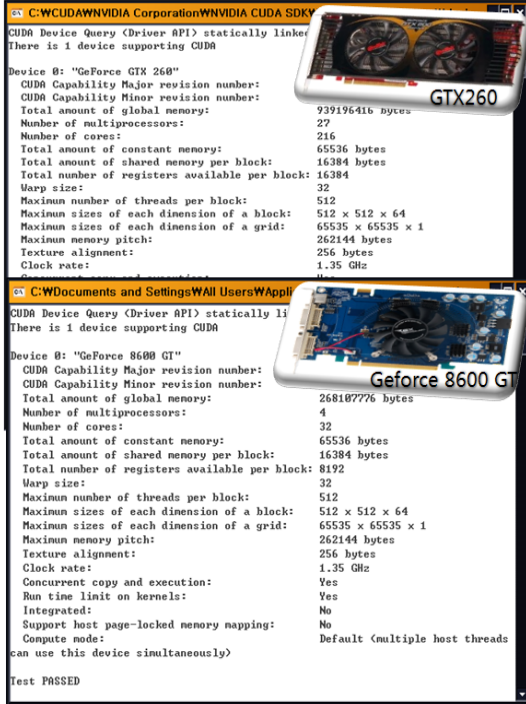 C:₩CUDA₩NVIDIA Corporation₩NVIDIA CUDA SDK₩
CUDA Device Query (Driver API) statically linked
There is 1 device supporting CUDA
Device 0: "GeForce GTX 260"
CUDA Capability Major revision number:
CUDA Capability Minor revision number:
Total amount of global memory: 939196416 bytes
Number of multiprocessors: 27
Number of cores: 216
Total amount of constant memory: 65536 bytes
Total amount of shared memory per block: 16384 bytes
Total number of registers available per block: 16384
Warp size: 32
Maximum number of threads per block: 512
Maximum sizes of each dimension of a block: 512 x 512 x 64
Maximum sizes of each dimension of a grid: 65535 x 65535 x 1
Maximum memory pitch: 262144 bytes
Texture alignment: 256 bytes
Clock rate: 1.35 GHz
GTX260
C:₩Documents and Settings₩All Users₩Appli
CUDA Device Query (Driver API) statically li
There is 1 device supporting CUDA
Device 0: "GeForce 8600 GT"
CUDA Capability Major revision number:
CUDA Capability Minor revision number:
Total amount of global memory: 268107776 bytes
Number of multiprocessors: 4
Number of cores: 32
Total amount of constant memory: 65536 bytes
Total amount of shared memory per block: 16384 bytes
Total number of registers available per block: 8192
Warp size: 32
Maximum number of threads per block: 512
Maximum sizes of each dimension of a block: 512 x 512 x 64
Maximum sizes of each dimension of a grid: 65535 x 65535 x 1
Maximum memory pitch: 262144 bytes
Texture alignment: 256 bytes
Clock rate: 1.35 GHz
Concurrent copy and execution: Yes
Run time limit on kernels: Yes
Integrated: No
Support host page-locked memory mapping: No
Compute mode: Default (multiple host threads
can use this device simultaneously)
Test PASSED
Geforce 8600 GT